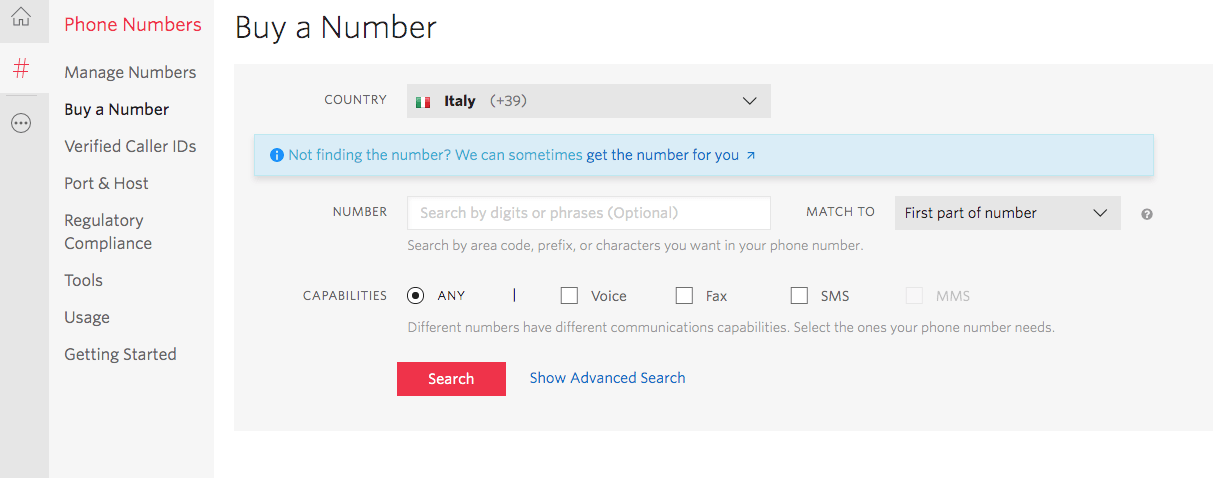 Phone Numbers
Manage Numbers
Buy a Number
Verified Caller IDs
Port & Host
Regulatory
Compliance
Tools
Usage
Getting Started
Buy a Number
COUNTRY Italy (+39)
Not finding the number? We can sometimes get the number for you
NUMBER Search by digits or phrases (Optional) MATCH TO First part of number
Search by area code, prefix, or characters you want in your phone number.
CAPABILITIES ANY | Voice Fax SMS MMS
Different numbers have different communications capabilities. Select the ones your phone number needs.
Search Show Advanced Search